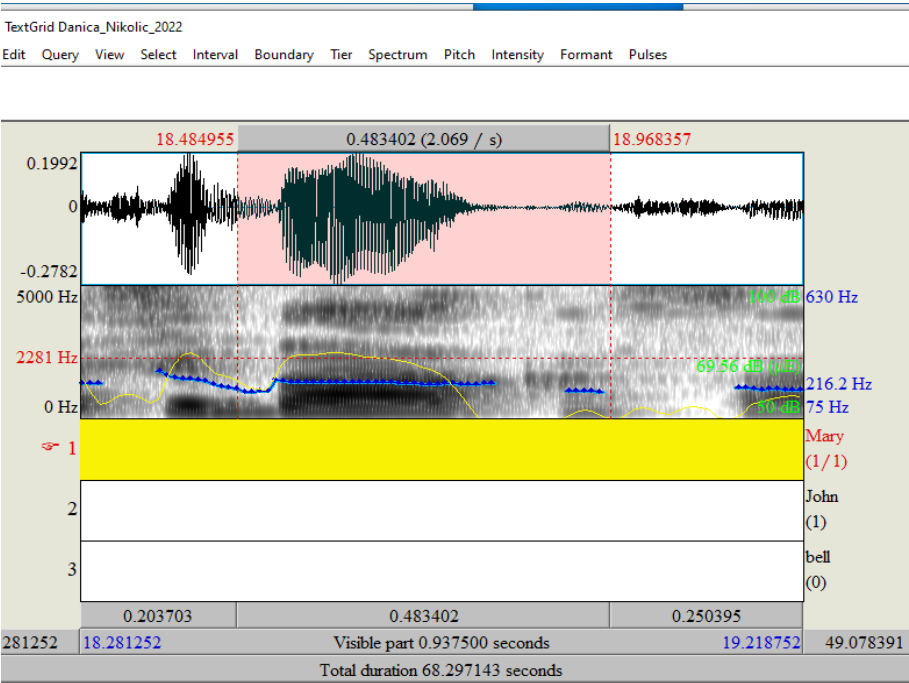 TextGrid Danica_Nikolic_2022
Edit Query View Select Interval Boundary Tier Spectrum Pitch Intensity Formant Pulses
18.484955 0.483402 (2.069 / s) 18.968357
0.1992
0
-0.2782
5000 Hz 100 dB 630 Hz
2281 Hz
69.56 dB (µE)
216.2 Hz
0 Hz 50 dB 75 Hz
☞ 1 Mary
(1/1)
2 John
(1)
3 bell
(0)
0.203703 0.483402 0.250395
281252 18.281252 Visible part 0.937500 seconds 19.218752 49.078391
Total duration 68.297143 seconds